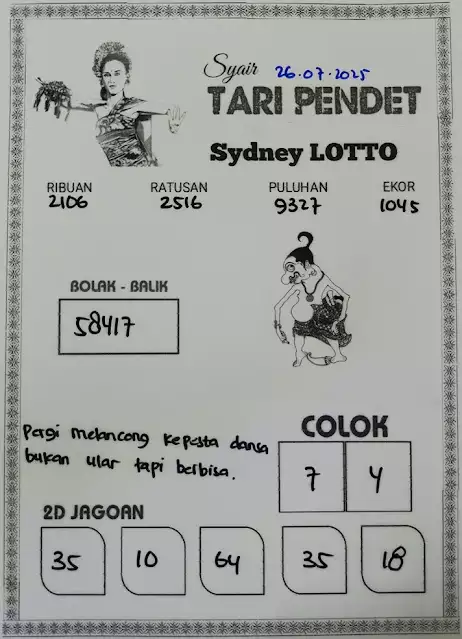 Syair 26.07.2025
TARI PENDET
Sydney LOTTO
RIBUAN RATUSAN PULUHAN EKOR
2106 2516 9327 1045
BOLAK - BALIK
58417
COLOK
7 4
Pergi melancong kepesta dansa
bukan ular tapi berbisa.
2D JAGOAN
35 10 64 35 18